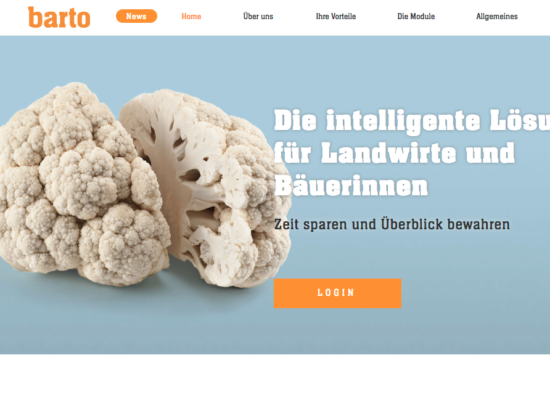 barto
News
Home
Über uns
Ihre Vorteile
Die Module
Allgemeines
Die intelligente Lösu
für Landwirte und
Bäuerinnen
Zeit sparen und Überblick bewahren
LOGIN